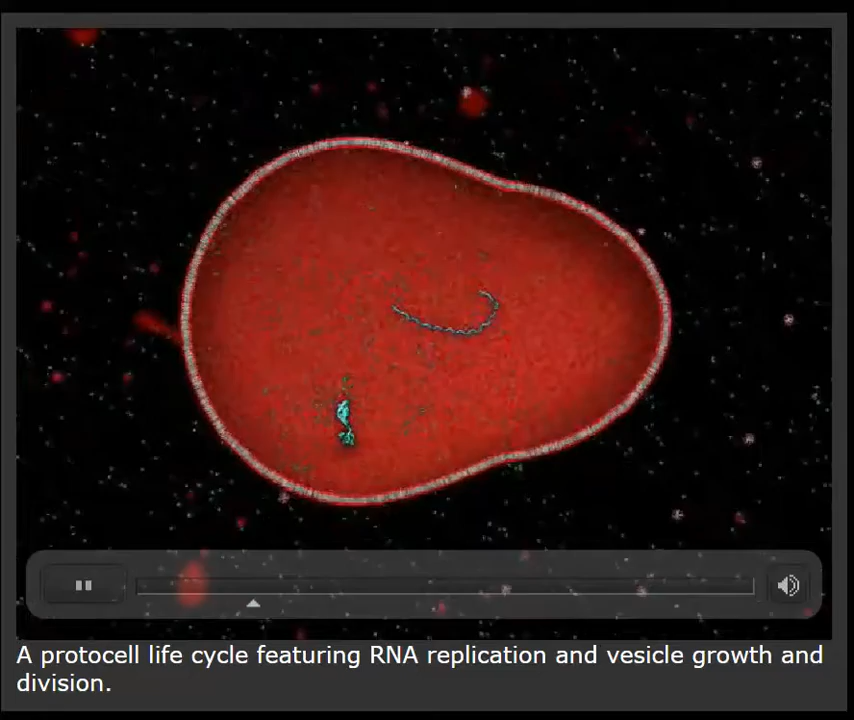 A protocell life cycle featuring RNA replication and vesicle growth and
division.